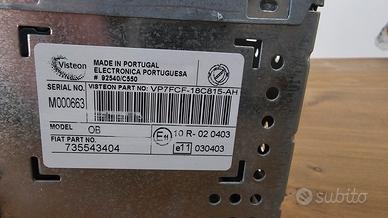 Visteon
MADE IN PORTUGAL
ELECTRONICA PORTUGUESA
# 92540/C550
SERIAL NO.
M000663
VISTEON PART NO: VP7FCF-18C815-AH
MODEL
OB
E11 10 R- 02 0403
FIAT PART NO.
735543404
e11 030403
subito